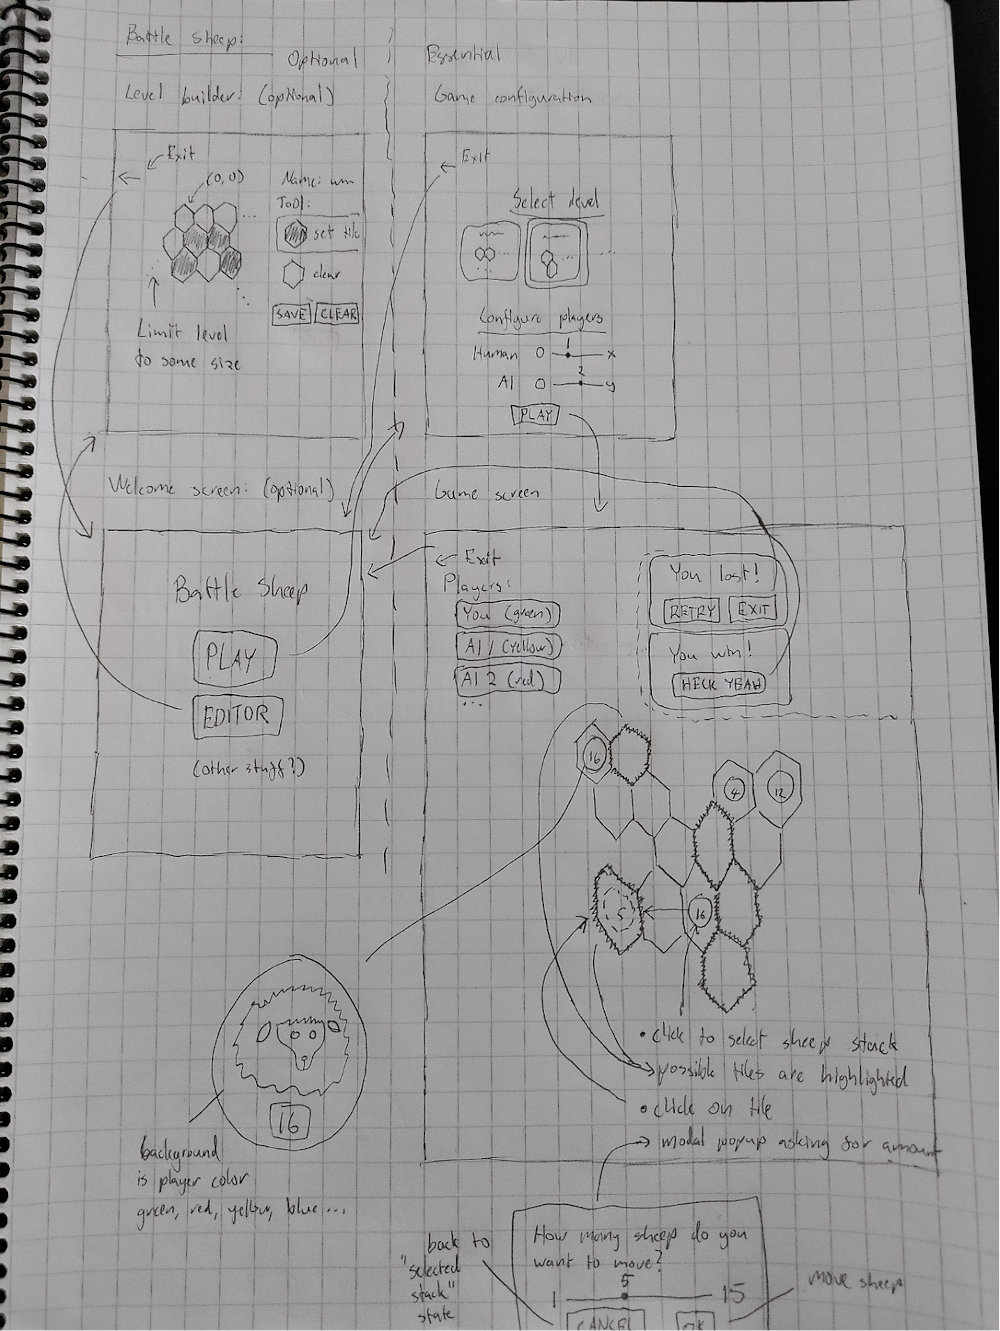 Battle sheep:
Optional
Essential
Level builder: (optional)
Game configuration
Exit
(0,0)
Name:
Tool:
set tile
clear
SAVE
CLEAR
Limit level
to some size
Exit
Select level
Configure players
1
Human 0 x
2
AI 0 y
PLAY
Welcome screen: (optional)
Game screen
Battle Sheep
PLAY
EDITOR
(other stuff?)
Exit
Players:
You (green)
AI 1 (yellow)
AI 2 (red)
...
You lost!
RETRY
EXIT
You win!
HECK YEAH
16
4
12
5
16
• click to select sheep stack
possible tiles are highlighted
• click on tile
modal popup asking for amount
16
background
is player color
green, red, yellow, blue ...
How many sheep do you
want to move?
5
1 15
CANCEL
OK
back to
"selected
stack"
state
move sheep